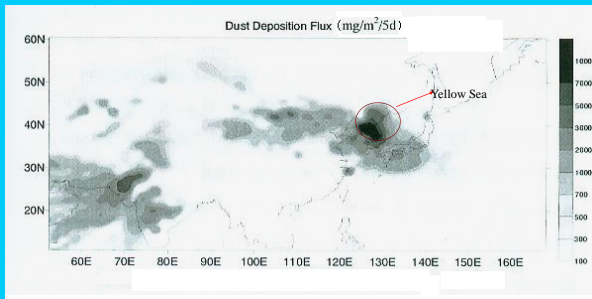 Dust Deposition Flux (mg/m²/5d)
60N
50N
40N
30N
20N
60E 70E 80E 90E 100E 110E 120E 130E 140E 150E 160E
Yellow Sea
1000
7000
5000
3000
2000
1000
700
500
300
100